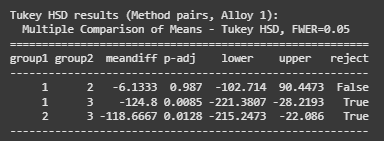 Tukey HSD results (Method pairs, Alloy 1):
Multiple Comparison of Means - Tukey HSD, FWER=0.05
====================================================
group1 group2 meandiff p-adj lower upper reject
----------------------------------------------------
1 2 -6.1333 0.987 -102.714 90.4473 False
1 3 -124.8 0.0085 -221.3807 -28.2193 True
2 3 -118.6667 0.0128 -215.2473 -22.086 True
----------------------------------------------------